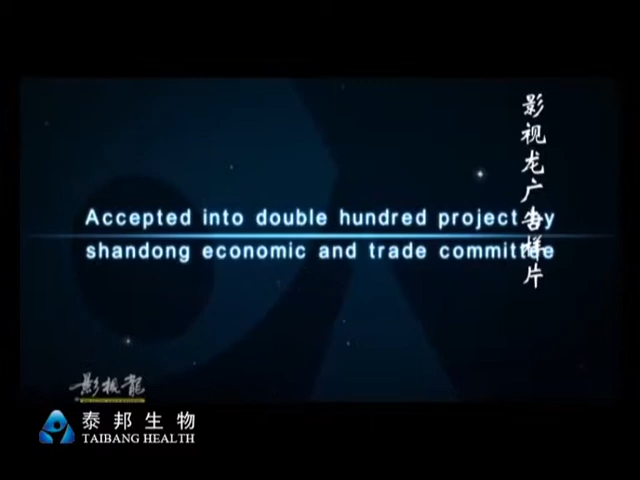 Accepted into double hundred project by
shandong economic and trade committee
影视龙广告样片
影视龍
泰邦生物
TAIBANG HEALTH